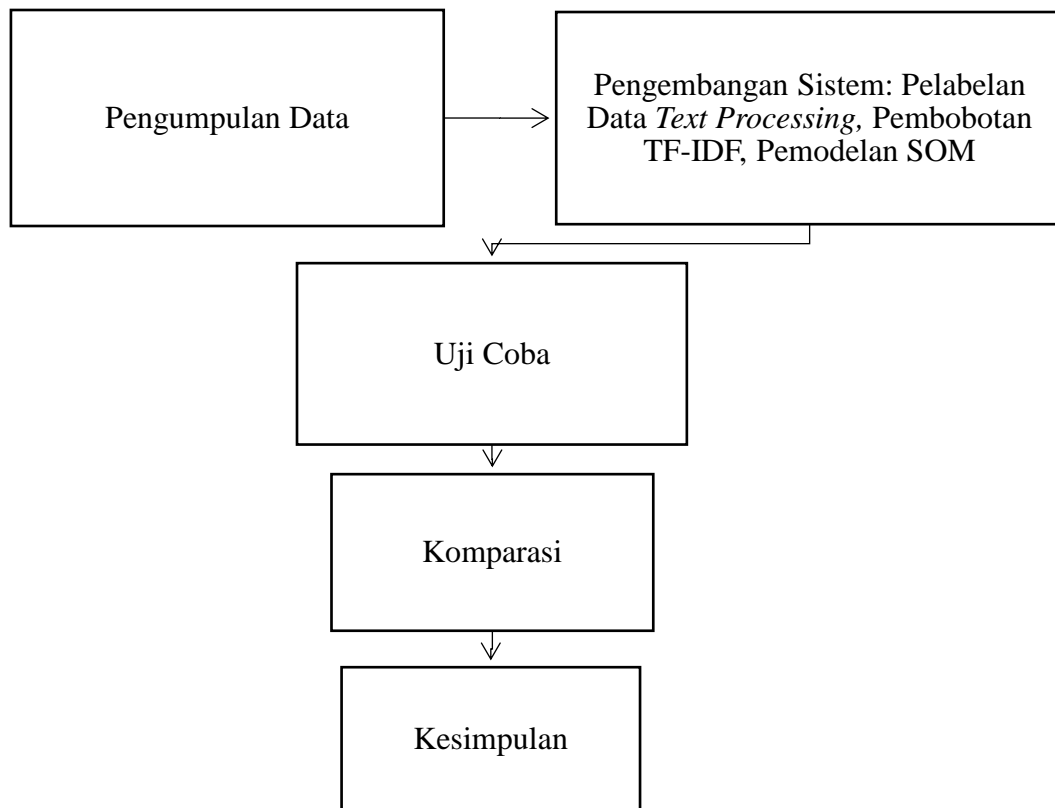 Pengumpulan Data
Pengembangan Sistem: Pelabelan
Data Text Processing, Pembobotan
TF-IDF, Pemodelan SOM
Uji Coba
Komparasi
Kesimpulan